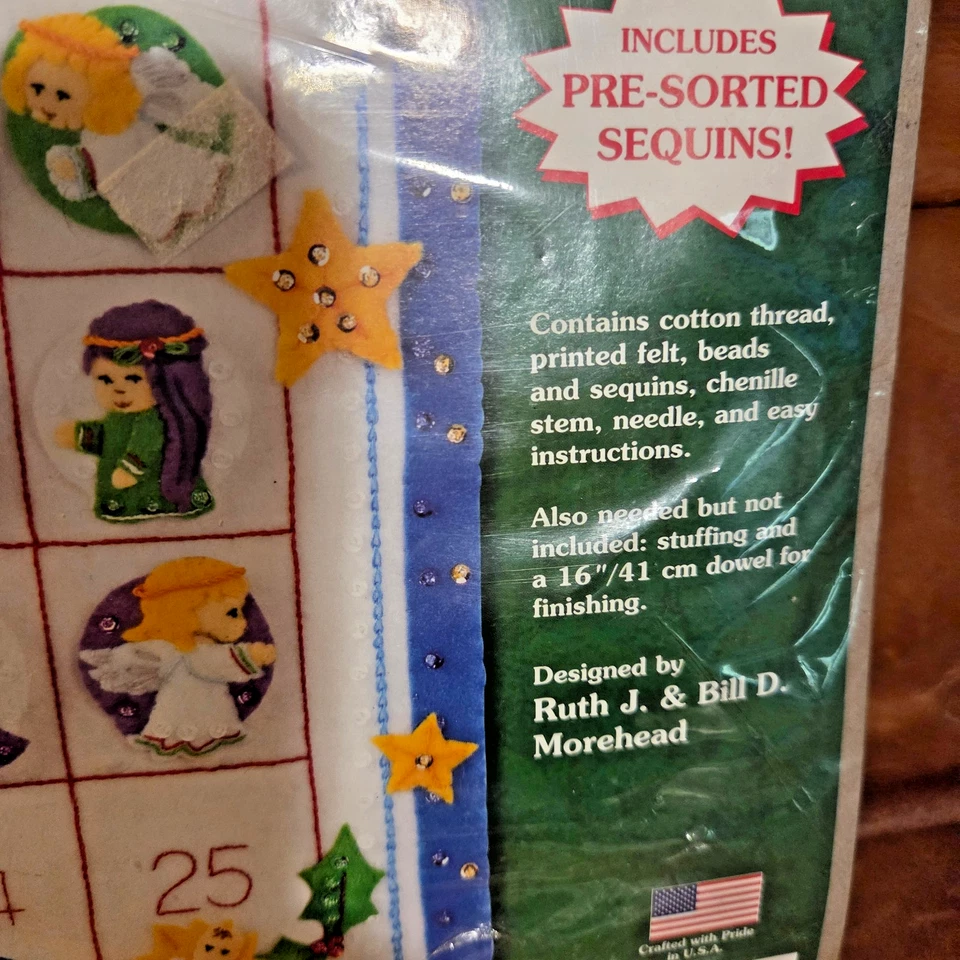 INCLUDES
PRE-SORTED
SEQUINS!
Contains cotton thread,
printed felt, beads
and sequins, chenille
stem, needle, and easy
instructions.
Also needed but not
included: stuffing and
a 16"/41 cm dowel for
finishing.
Designed by
Ruth J. & Bill D.
Morehead
25
4
Crafted with Pride
in U.S.A.